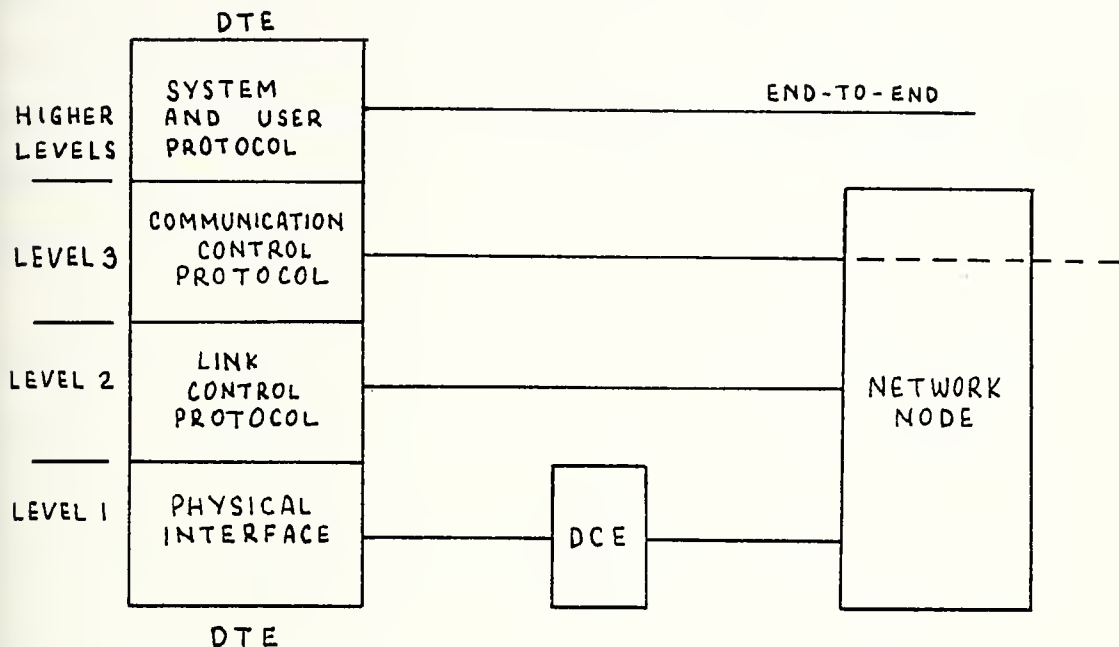 DTE
HIGHER
LEVELS
SYSTEM
AND USER
PROTOCOL
END-TO-END
LEVEL 3
COMMUNICATION
CONTROL
PROTOCOL
LEVEL 2
LINK
CONTROL
PROTOCOL
NETWORK
NODE
LEVEL 1
PHYSICAL
INTERFACE
DCE
DTE